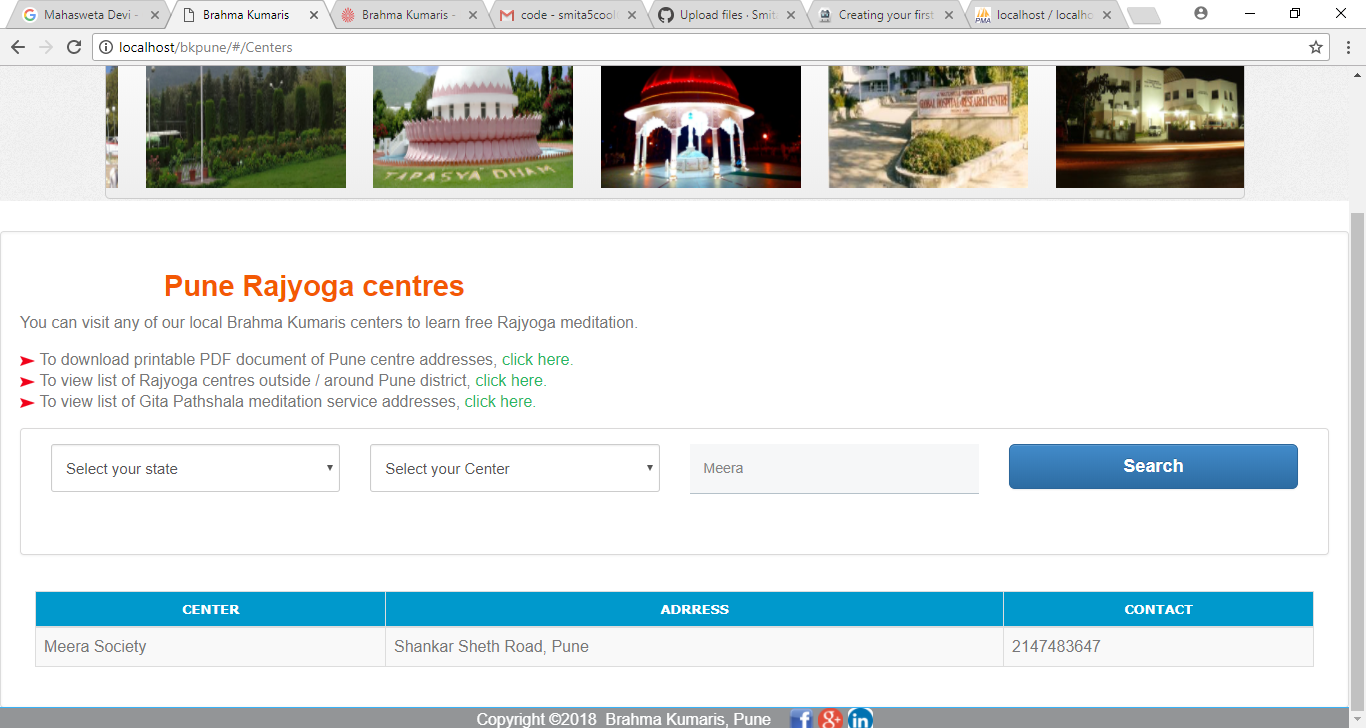 Mahasweta Devi -
Brahma Kumaris
Brahma Kumaris -
code - smita5cool
Upload files · Smit
Creating your first
localhost / localho
localhost/bkpune/#/Centers
GLOBAL HOSPITAL & RESEARCH CENTRE
TAPASYA DHAM
Pune Rajyoga centres
You can visit any of our local Brahma Kumaris centers to learn free Rajyoga meditation.
To download printable PDF document of Pune centre addresses, click here.
To view list of Rajyoga centres outside / around Pune district, click here.
To view list of Gita Pathshala meditation service addresses, click here.
Select your state
Select your Center
Meera
Search
CENTER ADRRESS CONTACT
Meera Society Shankar Sheth Road, Pune 2147483647
Copyright ©2018 Brahma Kumaris, Pune